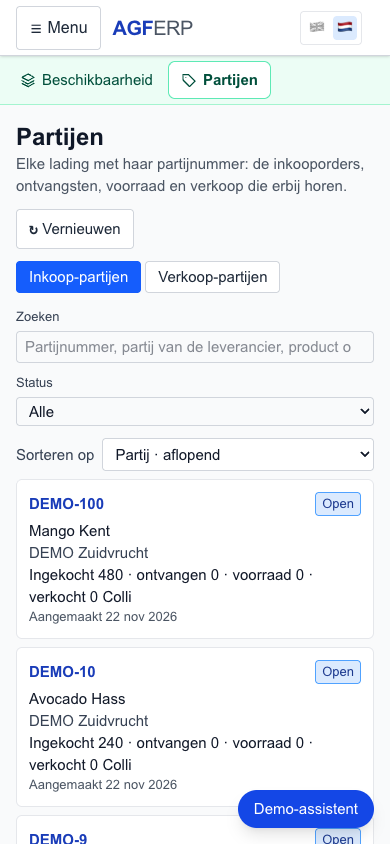 ≡ Menu
AGFERP
Beschikbaarheid
Partijen
Partijen
Elke lading met haar partijnummer: de inkooporders,
ontvangsten, voorraad en verkoop die erbij horen.
↻ Vernieuwen
Inkoop-partijen
Verkoop-partijen
Zoeken
Partijnummer, partij van de leverancier, product o
Status
Alle
Sorteren op
Partij · aflopend
DEMO-100
Open
Mango Kent
DEMO Zuidvrucht
Ingekocht 480 · ontvangen 0 · voorraad 0 ·
verkocht 0 Colli
Aangemaakt 22 nov 2026
DEMO-10
Open
Avocado Hass
DEMO Zuidvrucht
Ingekocht 240 · ontvangen 0 · voorraad 0 ·
verkocht 0 Colli
Aangemaakt 22 nov 2026
Demo-assistent
DEMO-9
Open